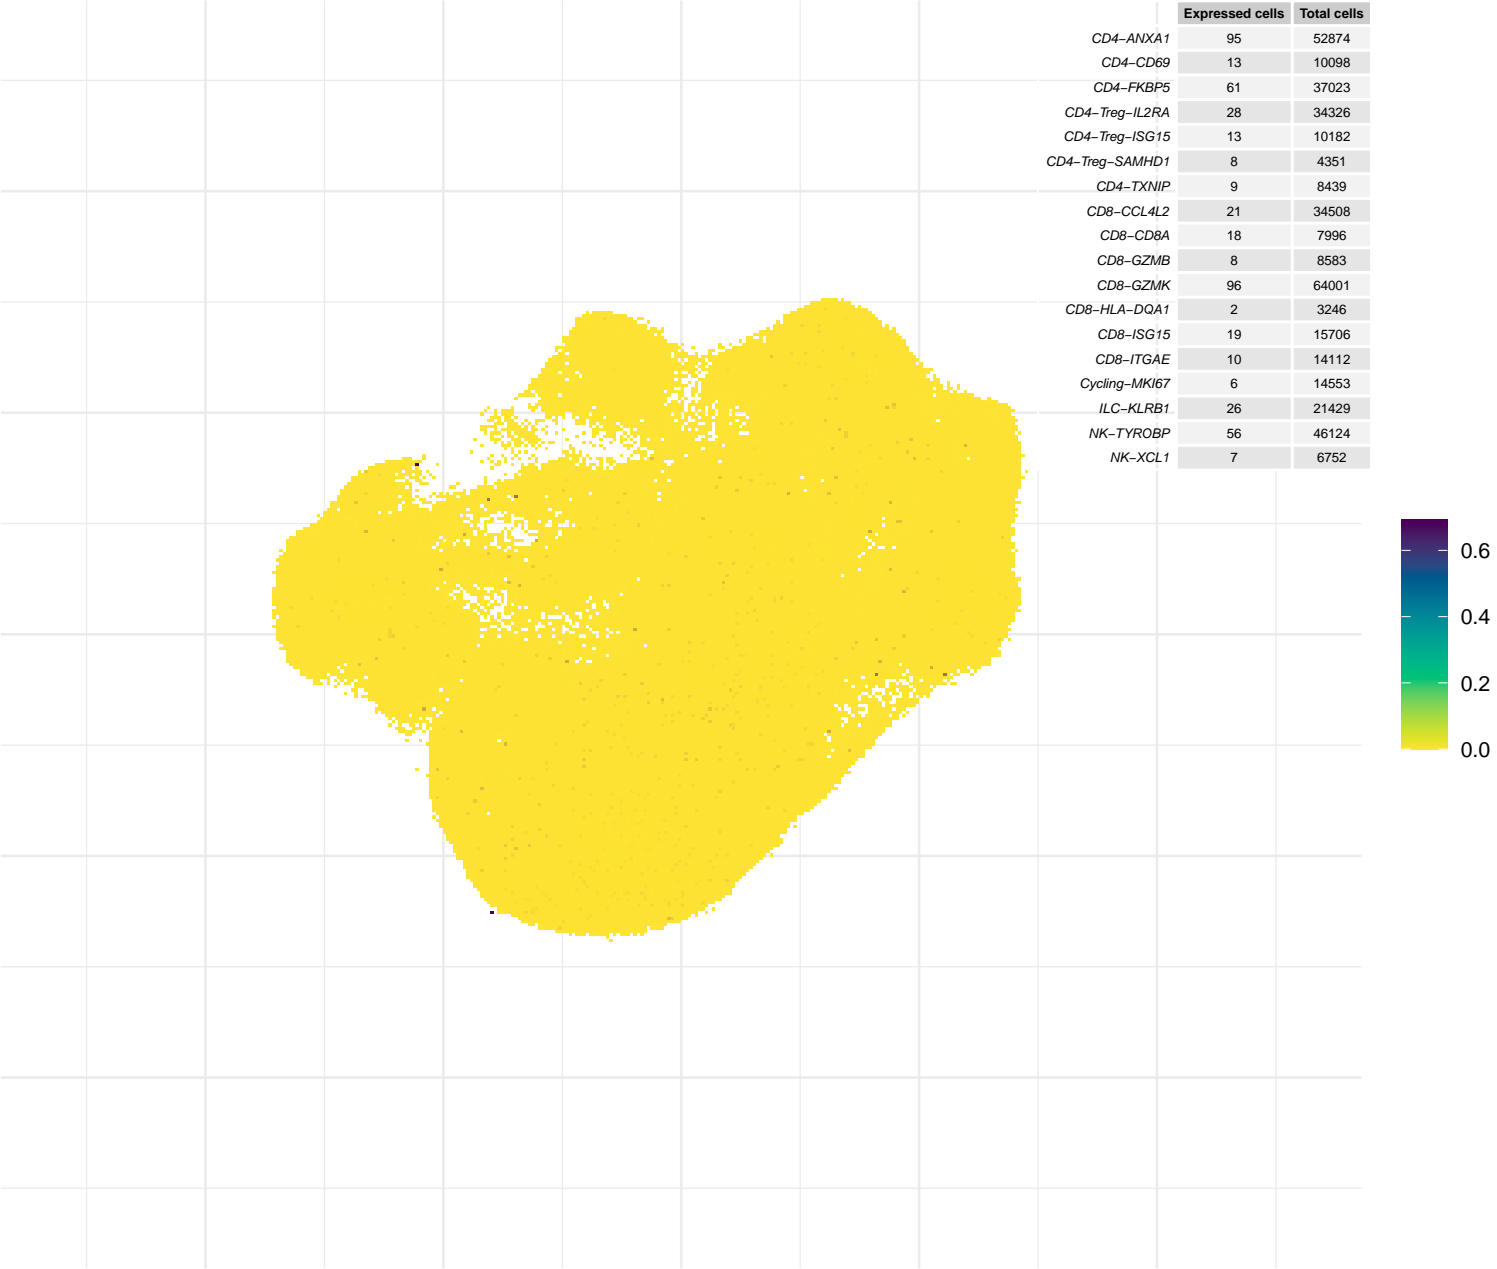 Expressed cells Total cells
CD4−ANXA1 95 52874
CD4−CD69 13 10098
CD4−FKBP5 61 37023
CD4−Treg−IL2RA 28 34326
CD4−Treg−ISG15 13 10182
CD4−Treg−SAMHD1 8 4351
CD4−TXNIP 9 8439
CD8−CCL4L2 21 34508
CD8−CD8A 18 7996
CD8−GZMB 8 8583
CD8−GZMK 96 64001
CD8−HLA−DQA1 2 3246
CD8−ISG15 19 15706
CD8−ITGAE 10 14112
Cycling−MKI67 6 14553
ILC−KLRB1 26 21429
NK−TYROBP 56 46124
NK−XCL1 7 6752
0.6
0.4
0.2
0.0